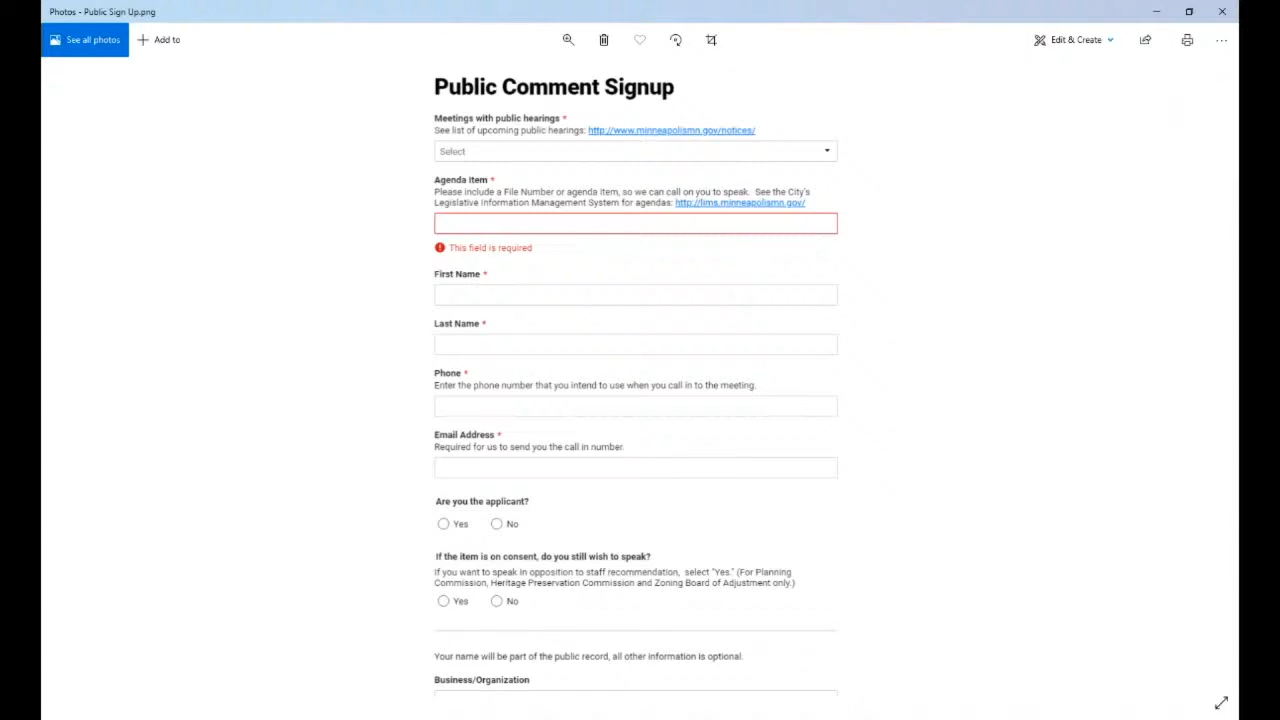 Photos - Public Sign Up.png
See all photos
Add to
Edit & Create
Public Comment Signup
Meetings with public hearings *
See list of upcoming public hearings: http://www.minneapolismn.gov/notices/
Select
Agenda Item *
Please include a File Number or agenda item, so we can call on you to speak. See the City's
Legislative Information Management System for agendas: http://lims.minneapolismn.gov/
This field is required
First Name *
Last Name *
Phone *
Enter the phone number that you intend to use when you call in to the meeting.
Email Address *
Required for us to send you the call in number.
Are you the applicant?
Yes No
If the item is on consent, do you still wish to speak?
If you want to speak in opposition to staff recommendation, select "Yes." (For Planning
Commission, Heritage Preservation Commission and Zoning Board of Adjustment only.)
Yes No
Your name will be part of the public record, all other information is optional.
Business/Organization